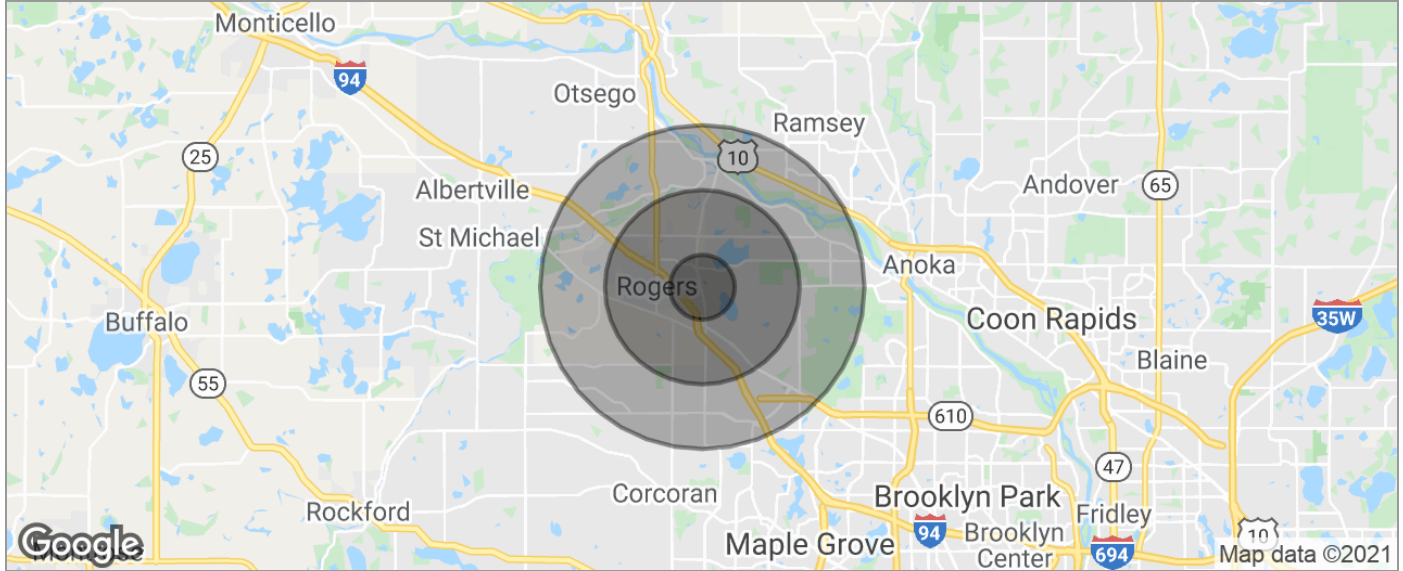 Monticello
94
Otsego
Ramsey
10
25
Albertville
Andover
65
St Michael
Anoka
Rogers
Coon Rapids
35W
Buffalo
Blaine
55
610
47
Corcoran
Brooklyn Park
Rockford
Fridley
94
Brooklyn
Center
10
Google
Maple Grove
694
Map data ©2021